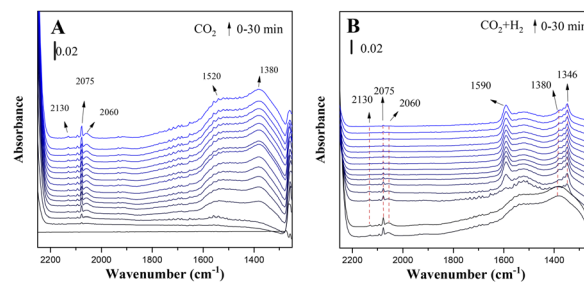 A
CO₂ 0-30 min
0.02
2075
2130
2060
1520
1380
Absorbance
2200 2000 1800 1600 1400
Wavenumber (cm⁻¹)
B
CO₂+H₂ 0-30 min
0.02
2075
2130
2060
1590
1380
1346
Absorbance
2200 2000 1800 1600 1400
Wavenumber (cm⁻¹)